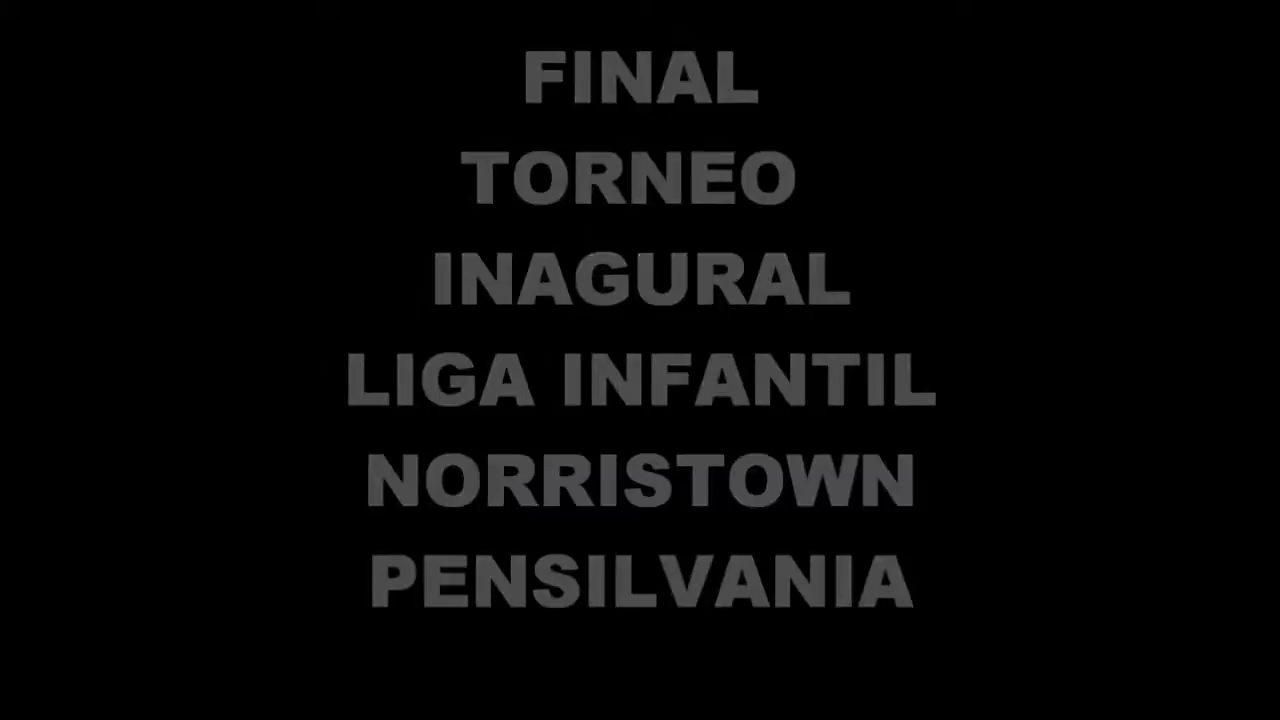 FINAL
TORNEO
INAGURAL
LIGA INFANTIL
NORRISTOWN
PENSILVANIA